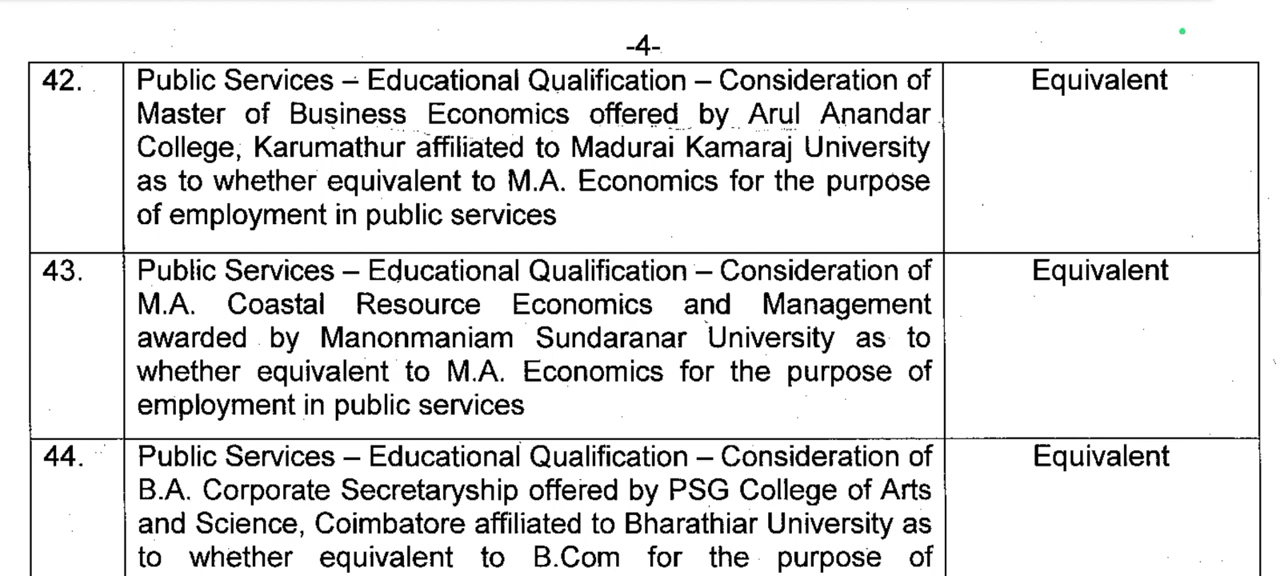 -4-
42.
Public Services – Educational Qualification – Consideration of
Master of Business Economics offered by Arul Anandar
College, Karumathur affiliated to Madurai Kamaraj University
as to whether equivalent to M.A. Economics for the purpose
of employment in public services
Equivalent
43.
Public Services – Educational Qualification – Consideration of
M.A. Coastal Resource Economics and Management
awarded by Manonmaniam Sundaranar University as to
whether equivalent to M.A. Economics for the purpose of
employment in public services
Equivalent
44.
Public Services – Educational Qualification – Consideration of
B.A. Corporate Secretaryship offered by PSG College of Arts
and Science, Coimbatore affiliated to Bharathiar University as
to whether equivalent to B.Com for the purpose of
Equivalent